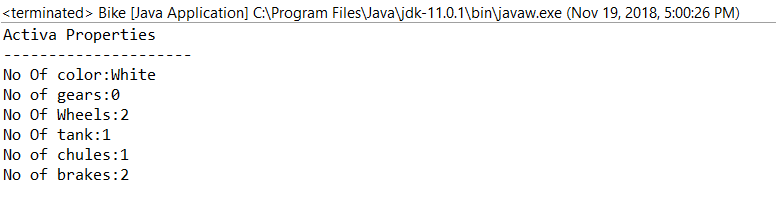 <terminated> Bike [Java Application] C:\Program Files\Java\jdk-11.0.1\bin\javaw.exe (Nov 19, 2018, 5:00:26 PM)
Activa Properties
---------------------
No Of color:White
No of gears:0
No Of Wheels:2
No Of tank:1
No of chules:1
No of brakes:2